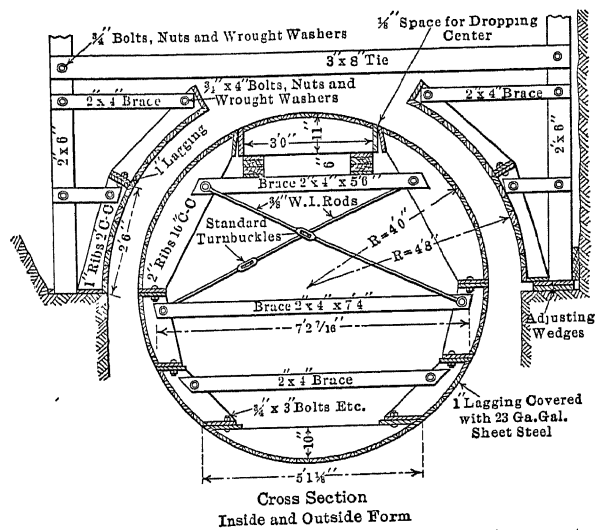 ¾" Bolts, Nuts and Wrought Washers
⅛" Space for Dropping
Center
3"x 8" Tie
¾" x 4" Bolts, Nuts and
Wrought Washers
2"x 4" Brace
2"x 4" Brace
2"x 6"
2"x 6"
1" Lagging
11"
3'0"
6"
Brace 2"x 4"x 5'6"
⅜" W.I. Rods
Standard
Turnbuckles
R=4'0"
R=4'8"
1" Ribs 2' C-C
2'6"
2" Ribs 16" C-C
Brace 2"x 4"x 7'4"
7'2 7/16"
Adjusting
Wedges
2"x 4" Brace
¾" x 3" Bolts Etc.
1" Lagging Covered
with 23 Ga. Gal.
Sheet Steel
10"
5'1⅛"
Cross Section
Inside and Outside Form